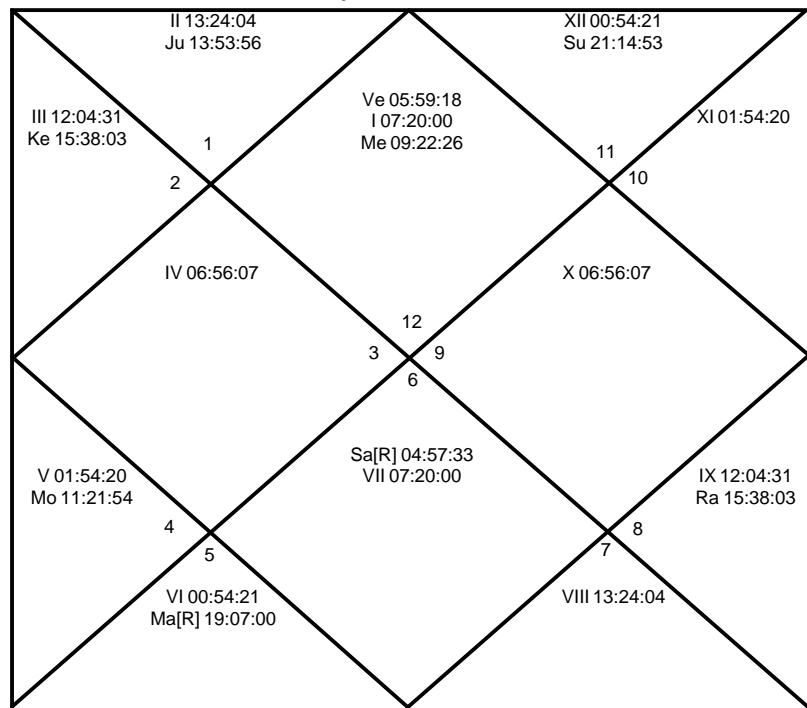 II 13:24:04
Ju 13:53:56
XII 00:54:21
Su 21:14:53
Ve 05:59:18
I 07:20:00
Me 09:22:26
III 12:04:31
Ke 15:38:03
XI 01:54:20
1
11
2
10
IV 06:56:07
X 06:56:07
12
3
9
6
Sa[R] 04:57:33
VII 07:20:00
V 01:54:20
Mo 11:21:54
IX 12:04:31
Ra 15:38:03
4
8
5
7
VI 00:54:21
Ma[R] 19:07:00
VIII 13:24:04